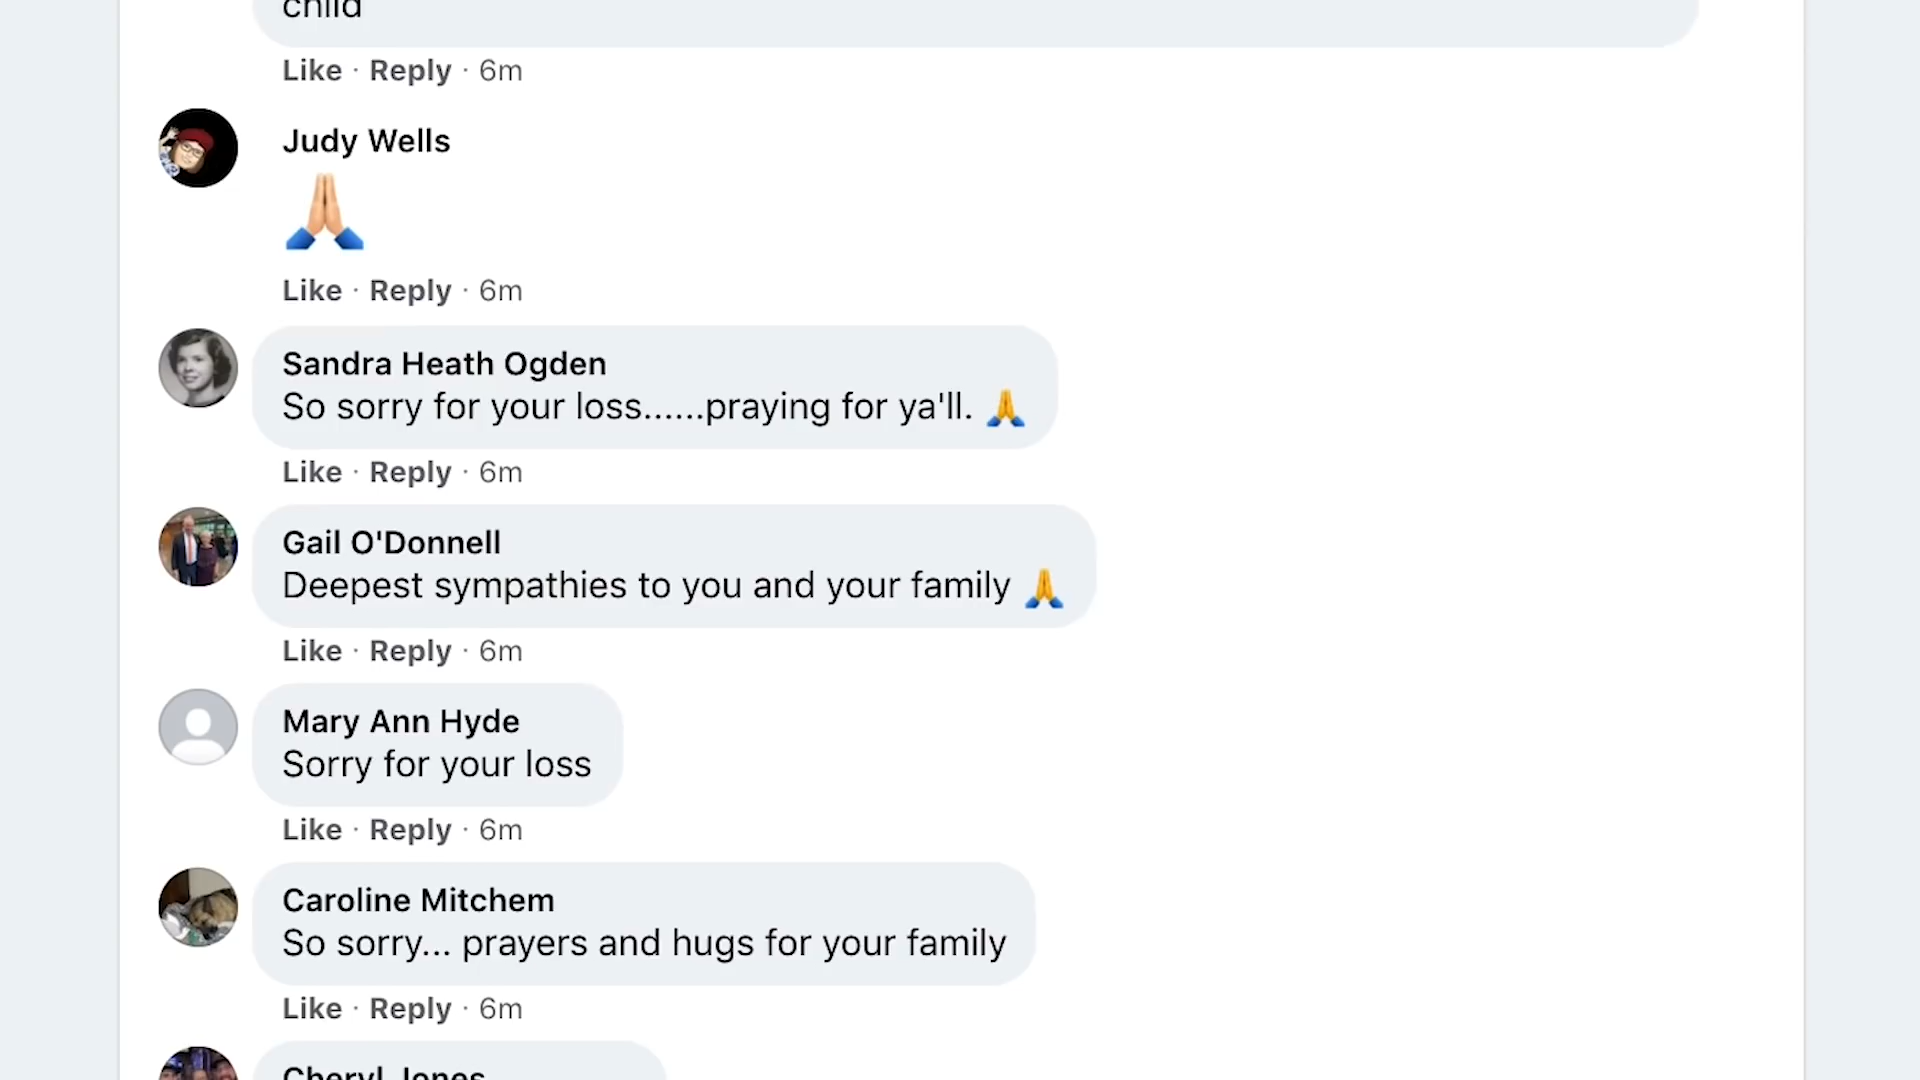 child
Like · Reply · 6m
Judy Wells
🙏🏼
Like · Reply · 6m
Sandra Heath Ogden
So sorry for your loss......praying for ya'll. 🙏
Like · Reply · 6m
Gail O'Donnell
Deepest sympathies to you and your family 🙏
Like · Reply · 6m
Mary Ann Hyde
Sorry for your loss
Like · Reply · 6m
Caroline Mitchem
So sorry... prayers and hugs for your family
Like · Reply · 6m
Cheryl Jones